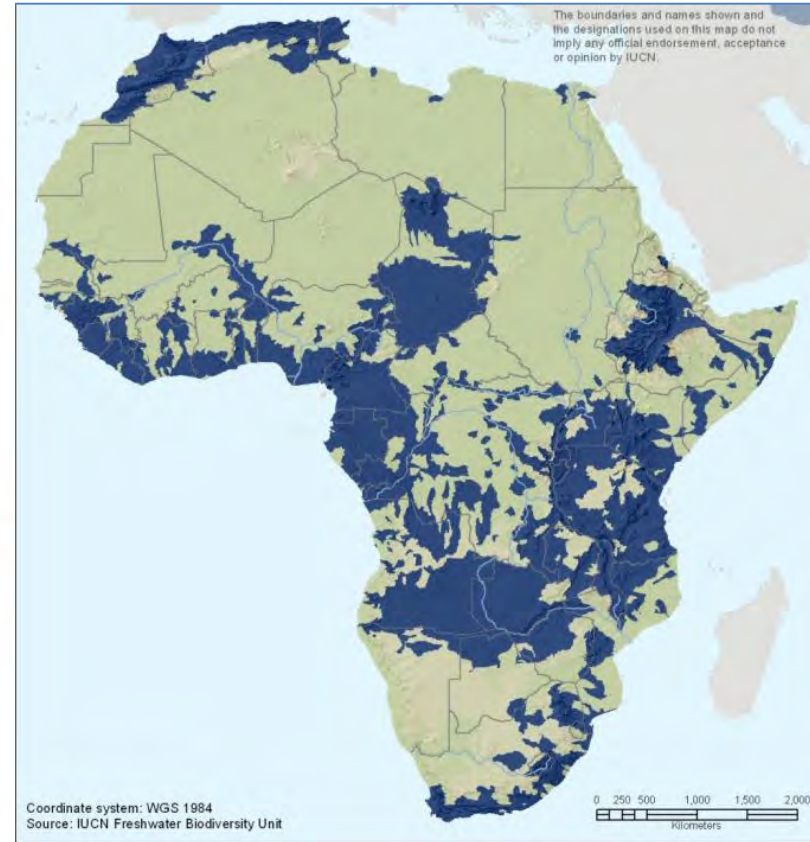 The boundaries and names shown and
the designations used on this map do not
imply any official endorsement, acceptance
or opinion by IUCN.
Coordinate system: WGS 1984
Source: IUCN Freshwater Biodiversity Unit
0 250 500 1,000 1,500 2,000
Kilometers